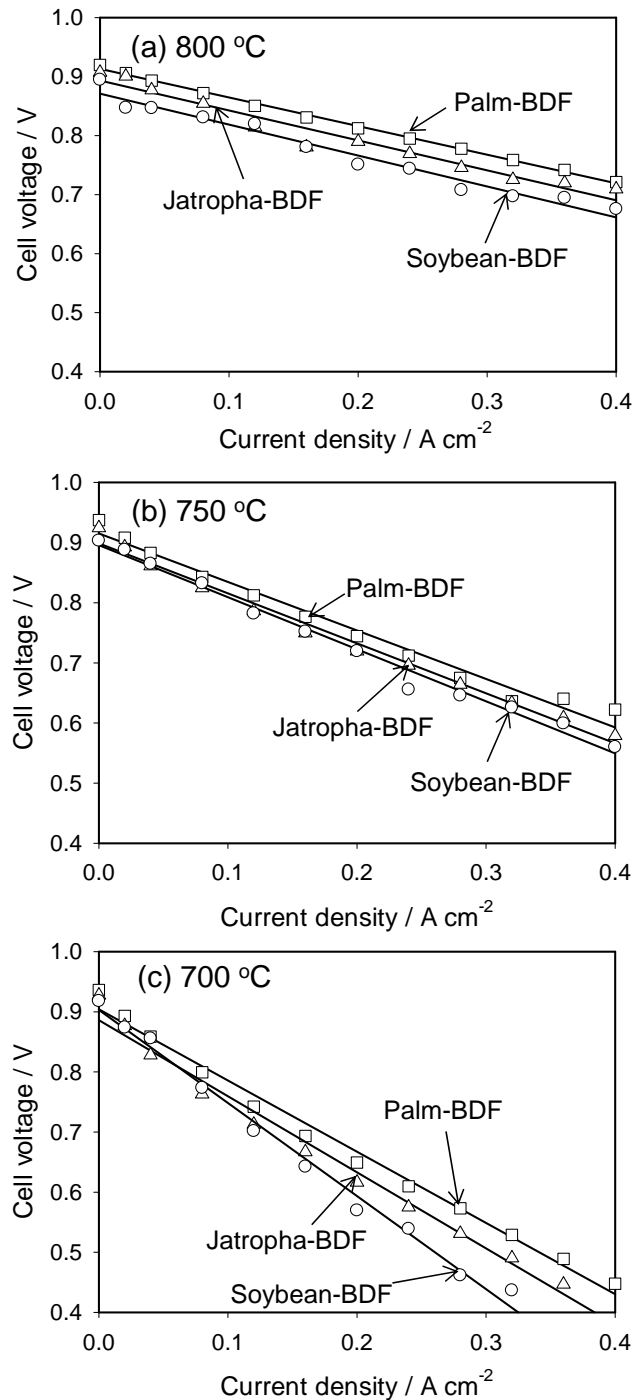 (a) 800 °C
1.0
0.9
0.8
0.7
0.6
0.5
0.4
Cell voltage / V
Palm-BDF
Jatropha-BDF
Soybean-BDF
0.0 0.1 0.2 0.3 0.4
Current density / A cm⁻²
(b) 750 °C
1.0
0.9
0.8
0.7
0.6
0.5
0.4
Cell voltage / V
Palm-BDF
Jatropha-BDF
Soybean-BDF
0.0 0.1 0.2 0.3 0.4
Current density / A cm⁻²
(c) 700 °C
1.0
0.9
0.8
0.7
0.6
0.5
0.4
Cell voltage / V
Palm-BDF
Jatropha-BDF
Soybean-BDF
0.0 0.1 0.2 0.3 0.4
Current density / A cm⁻²